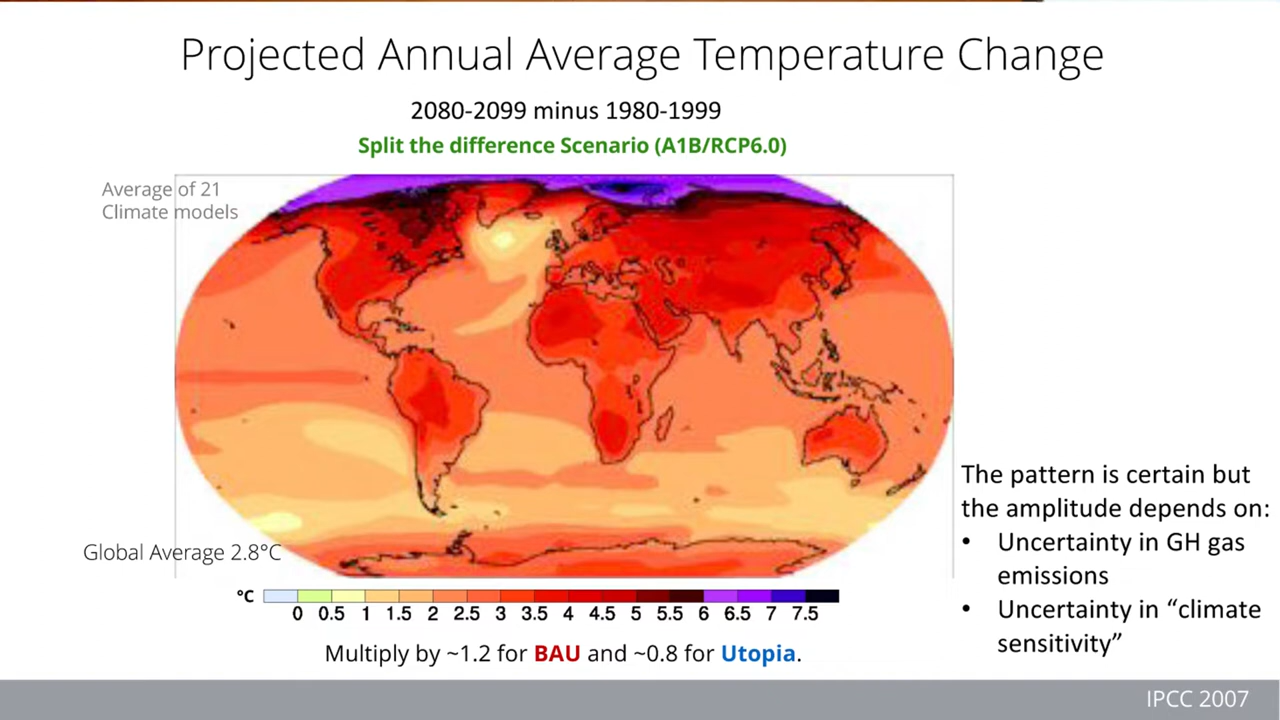 Projected Annual Average Temperature Change
2080-2099 minus 1980-1999
Split the difference Scenario (A1B/RCP6.0)
Average of 21
Climate models
Global Average 2.8°C
°C
0 0.5 1 1.5 2 2.5 3 3.5 4 4.5 5 5.5 6 6.5 7 7.5
Multiply by ~1.2 for BAU and ~0.8 for Utopia.
The pattern is certain but
the amplitude depends on:
• Uncertainty in GH gas
emissions
• Uncertainty in “climate
sensitivity”
IPCC 2007